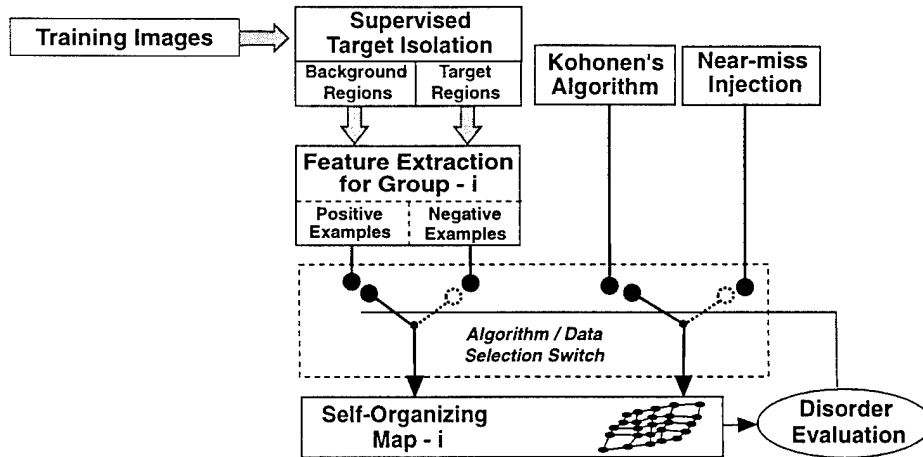 Training Images
Supervised
Target Isolation
Background
Regions
Target
Regions
Kohonen's
Algorithm
Near-miss
Injection
Feature Extraction
for Group - i
Positive
Examples
Negative
Examples
Algorithm / Data
Selection Switch
Self-Organizing
Map - i
Disorder
Evaluation